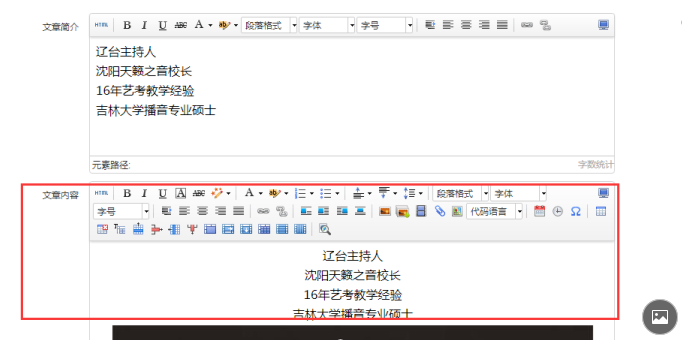 文章简介
HTML B I U ABC A 段落格式 字体 字号
辽台主持人
沈阳天籁之音校长
16年艺考教学经验
吉林大学播音专业硕士
元素路径:
字数统计
文章内容
HTML B I U A ABC A 段落格式 字体
字号 代码语言 Ω
辽台主持人
沈阳天籁之音校长
16年艺考教学经验
吉林大学播音专业硕士